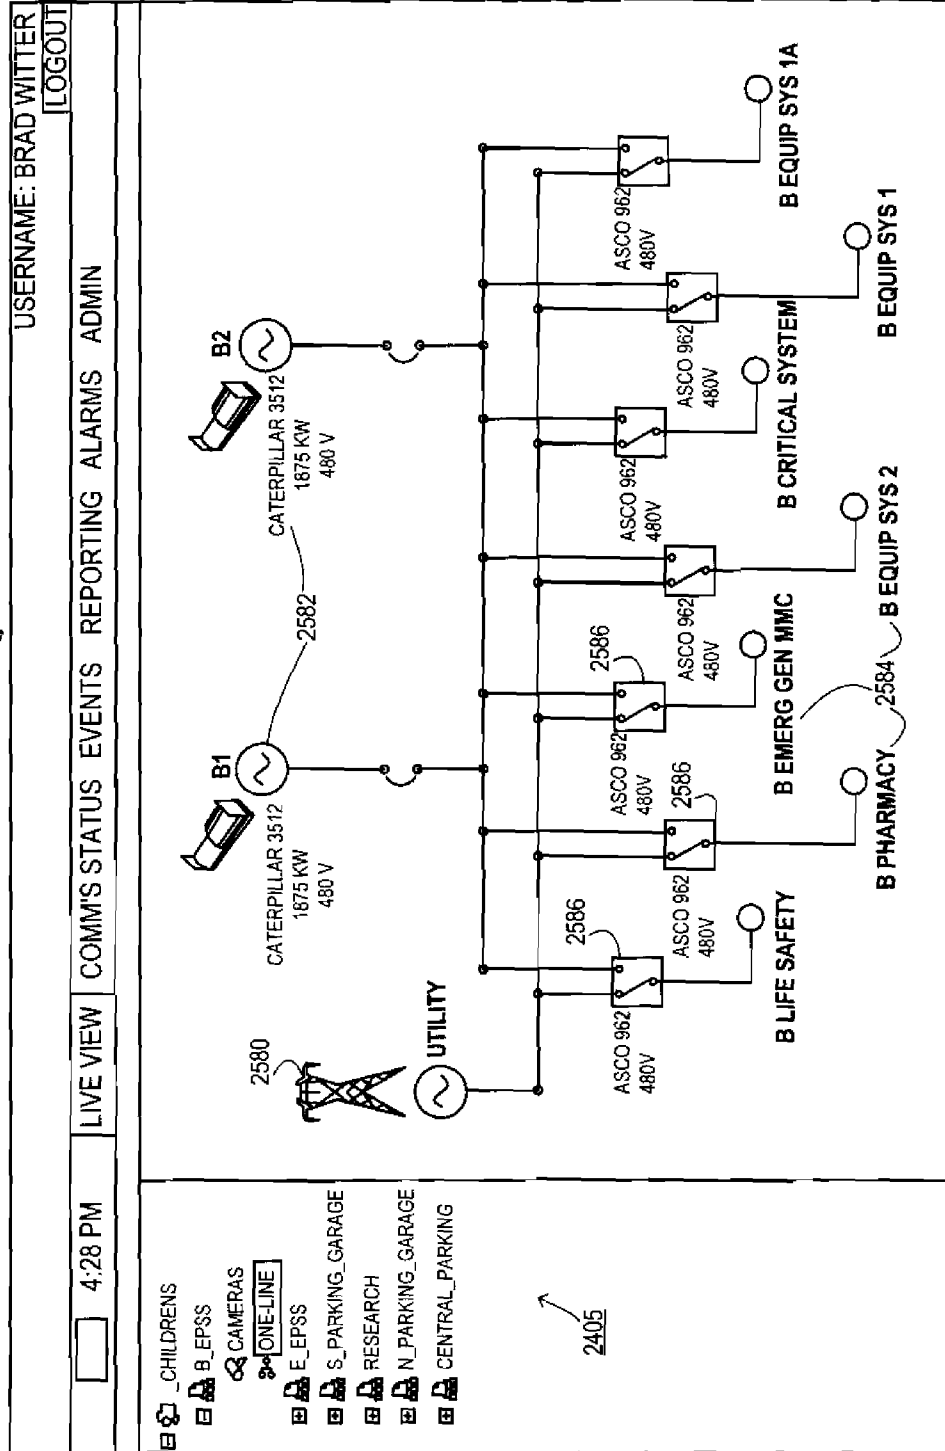 USERNAME: BRAD WITTER
LOGOUT
4:28 PM
LIVE VIEW
COMM'S STATUS EVENTS REPORTING ALARMS ADMIN
_CHILDRENS
B_EPSS
CAMERAS
ONE-LINE
E_EPSS
S_PARKING_GARAGE
RESEARCH
N_PARKING_GARAGE
CENTRAL_PARKING
2405
2580
UTILITY
B1
CATERPILLAR 3512
1875 KW
480 V
2582
B2
CATERPILLAR 3512
1875 KW
480 V
ASCO 962
480V
2586
B LIFE SAFETY
ASCO 962
480V
2586
B PHARMACY
ASCO 962
480V
2586
B EMERG GEN MMC
2584
ASCO 962
480V
B EQUIP SYS 2
ASCO 962
480V
B CRITICAL SYSTEM
ASCO 962
480V
B EQUIP SYS 1
ASCO 962
480V
B EQUIP SYS 1A